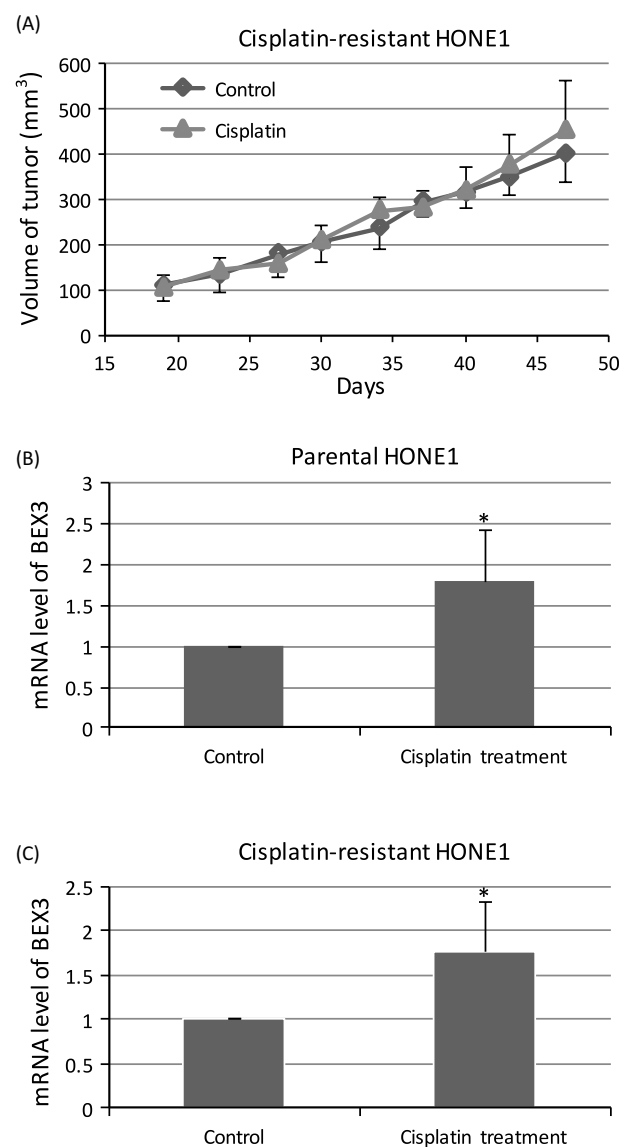 (A)
Cisplatin-resistant HONE1
Volume of tumor (mm³)
600
500
400
300
200
100
0
Control
Cisplatin
15 20 25 30 35 40 45 50
Days
(B)
Parental HONE1
mRNA level of BEX3
3
2.5
2
1.5
1
0.5
0
*
Control Cisplatin treatment
(C)
Cisplatin-resistant HONE1
mRNA level of BEX3
2.5
2
1.5
1
0.5
0
*
Control Cisplatin treatment